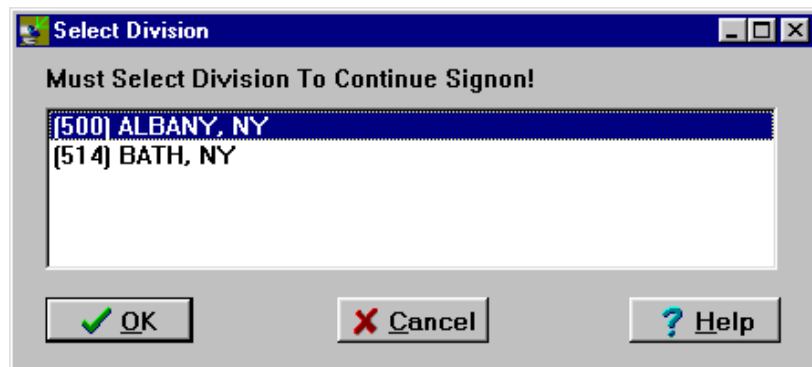 Select Division
Must Select Division To Continue Signon!
(500) ALBANY, NY
(514) BATH, NY
OK Cancel ? Help